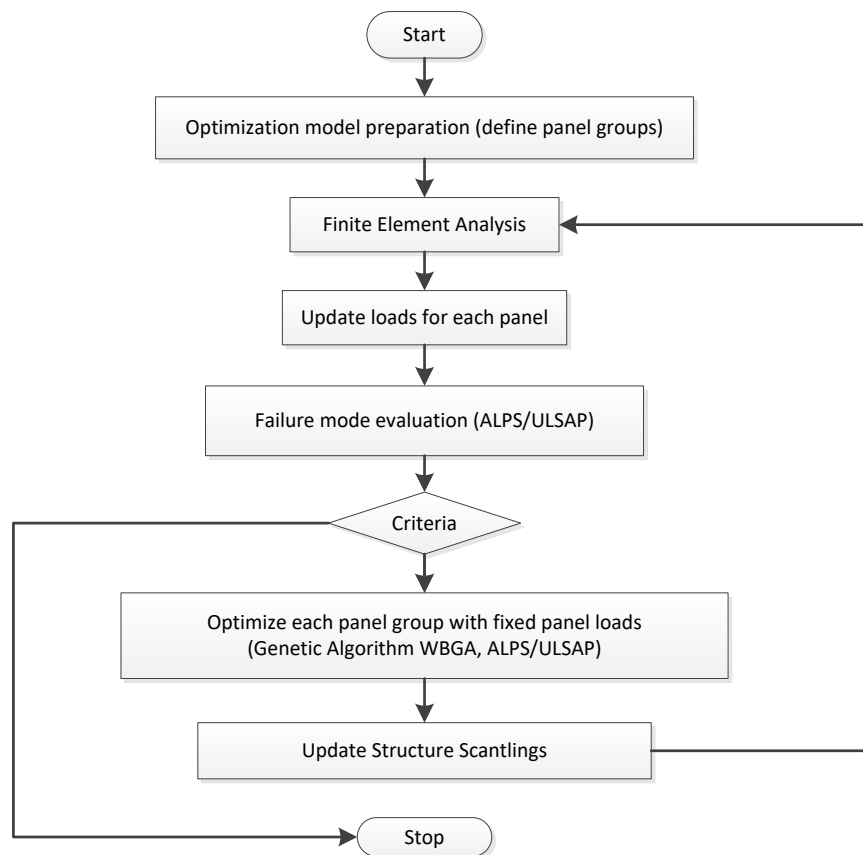 Start
Optimization model preparation (define panel groups)
Finite Element Analysis
Update loads for each panel
Failure mode evaluation (ALPS/ULSAP)
Criteria
Optimize each panel group with fixed panel loads
(Genetic Algorithm WBGA, ALPS/ULSAP)
Update Structure Scantlings
Stop